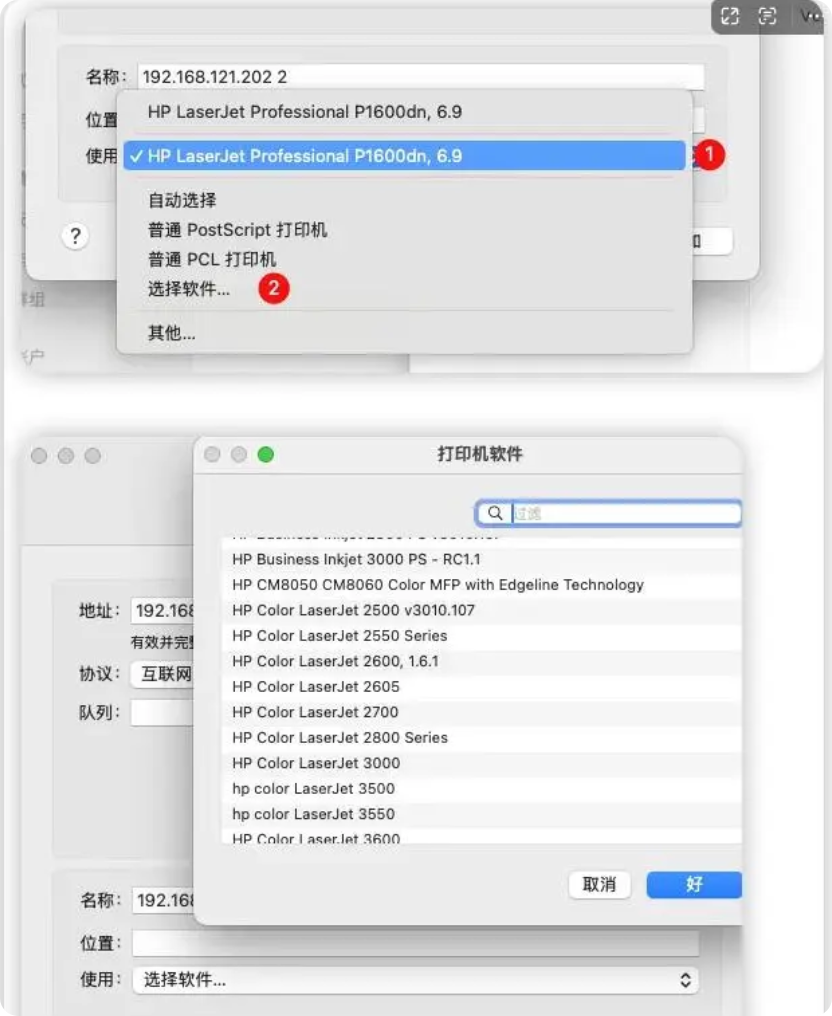 名称: 192.168.121.202 2
HP LaserJet Professional P1600dn, 6.9
位置
使用 ✓ HP LaserJet Professional P1600dn, 6.9 1
自动选择
普通 PostScript 打印机
?
普通 PCL 打印机
选择软件... 2
群组
其他...
账户
打印机软件
过滤
HP Business Inkjet 3000 PS - RC1.1
HP CM8050 CM8060 Color MFP with Edgeline Technology
HP Color LaserJet 2500 v3010.107
地址: 192.168
HP Color LaserJet 2550 Series
有效并完整
HP Color LaserJet 2600, 1.6.1
协议: 互联网
HP Color LaserJet 2605
队列:
HP Color LaserJet 2700
HP Color LaserJet 2800 Series
HP Color LaserJet 3000
hp color LaserJet 3500
hp color LaserJet 3550
HP Color LaserJet 3600
取消 好
名称: 192.168
位置:
使用: 选择软件...